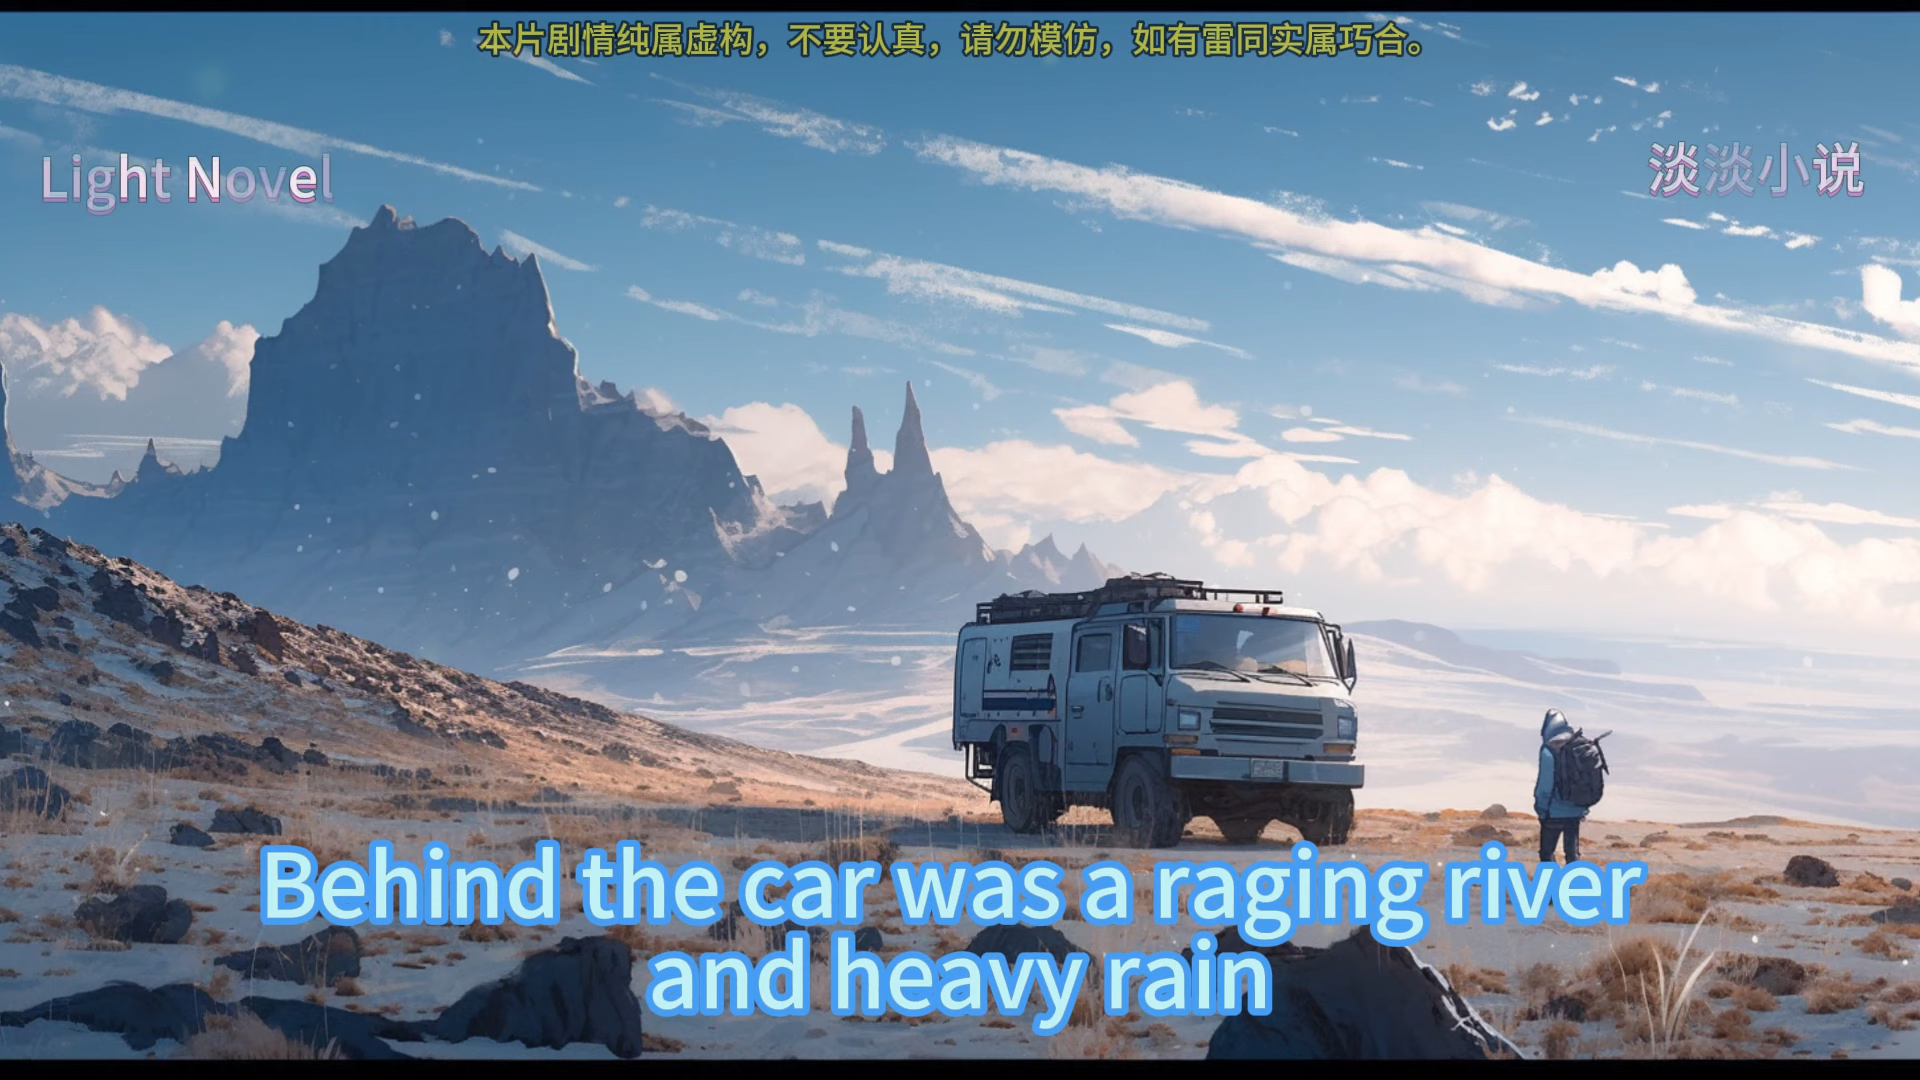 本片剧情纯属虚构，不要认真，请勿模仿，如有雷同实属巧合。
Light Novel
淡淡小说
Behind the car was a raging river
and heavy rain